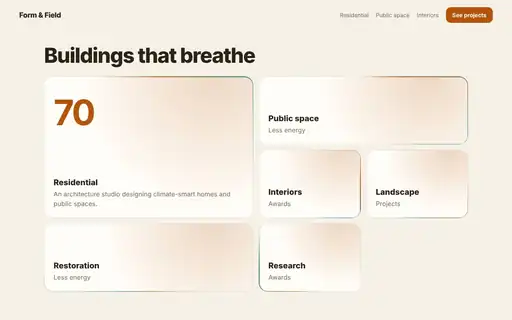 Form & Field
Residential
Public space
Interiors
See projects
Buildings that breathe
70
Residential
An architecture studio designing climate-smart homes and
public spaces.
Public space
Less energy
Interiors
Awards
Landscape
Projects
Restoration
Less energy
Research
Awards